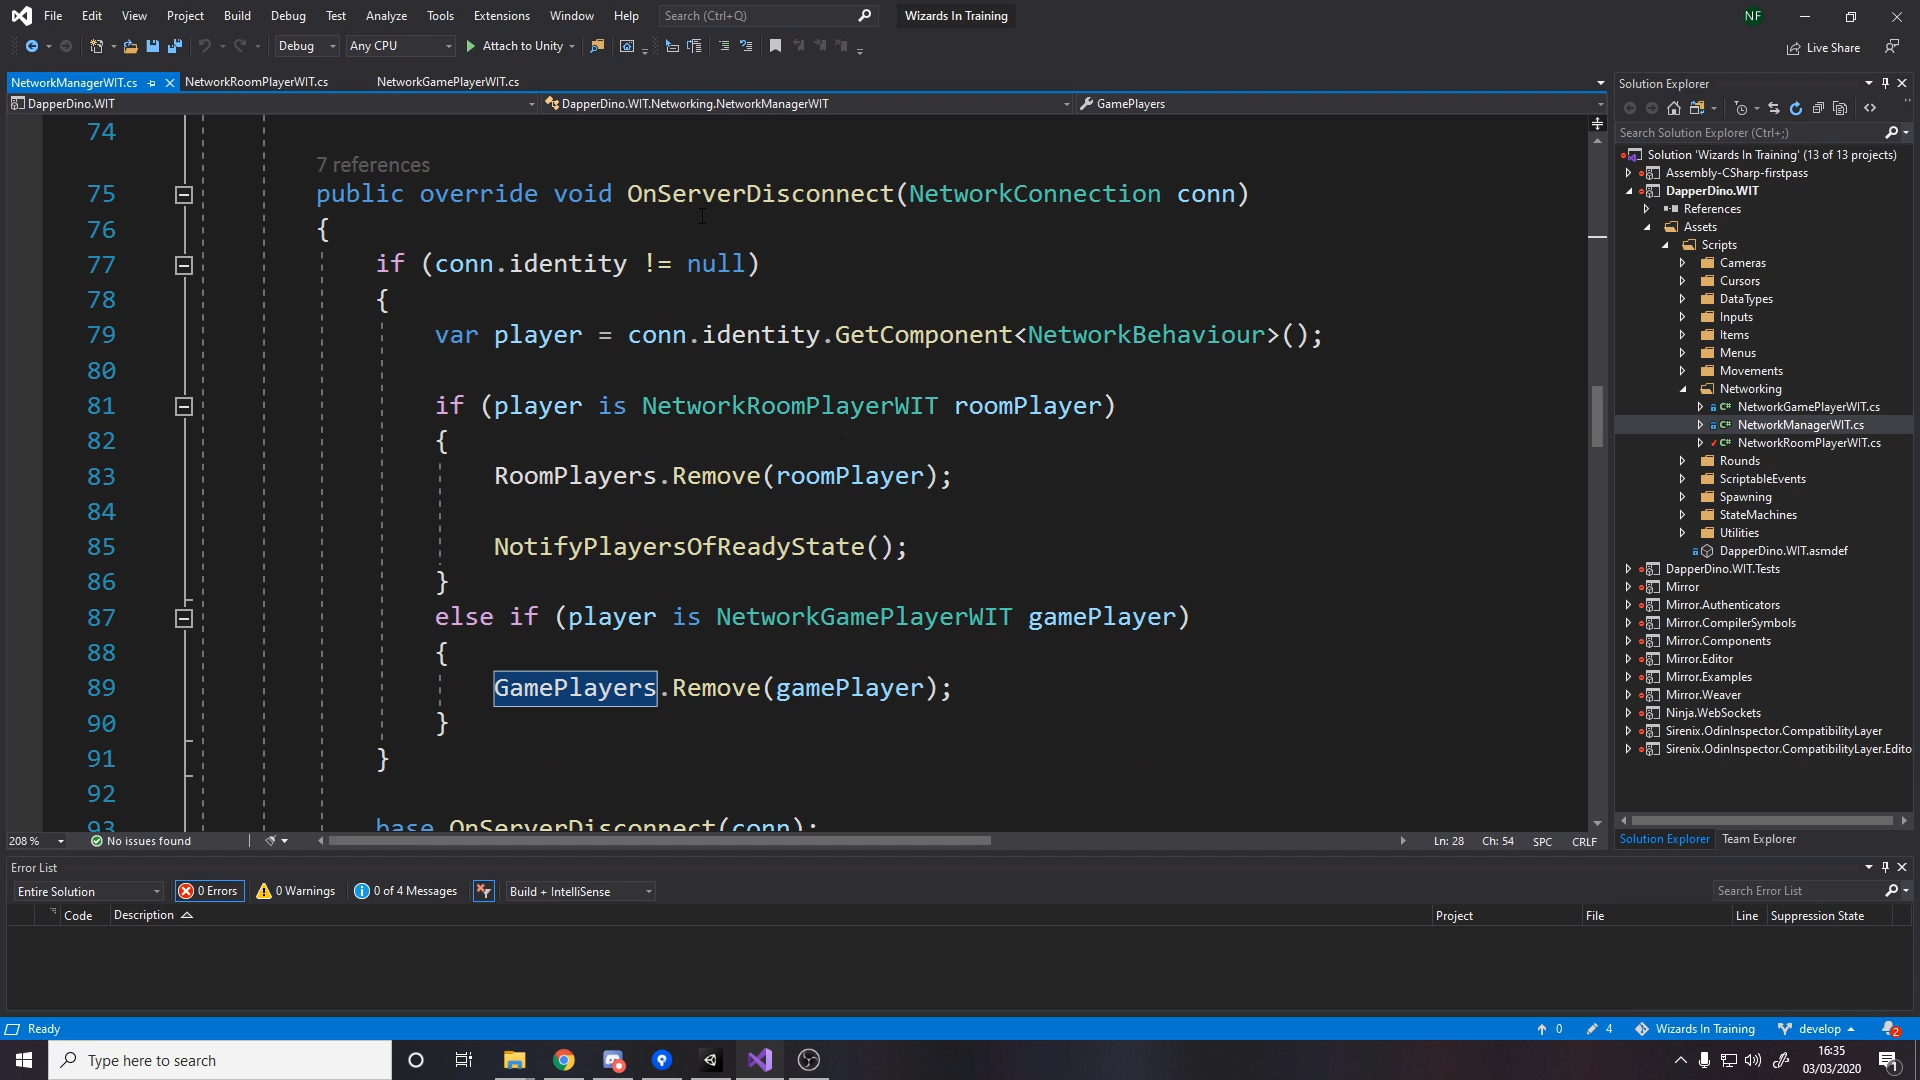 File Edit View Project Build Debug Test Analyze Tools Extensions Window Help Search (Ctrl+Q) Wizards In Training NF
Debug Any CPU Attach to Unity Live Share
NetworkManagerWIT.cs NetworkRoomPlayerWIT.cs NetworkGamePlayerWIT.cs
DapperDino.WIT DapperDino.WIT.Networking.NetworkManagerWIT GamePlayers
74
7 references
75 public override void OnServerDisconnect(NetworkConnection conn)
76 {
77 if (conn.identity != null)
78 {
79 var player = conn.identity.GetComponent<NetworkBehaviour>();
80
81 if (player is NetworkRoomPlayerWIT roomPlayer)
82 {
83 RoomPlayers.Remove(roomPlayer);
84
85 NotifyPlayersOfReadyState();
86 }
87 else if (player is NetworkGamePlayerWIT gamePlayer)
88 {
89 GamePlayers.Remove(gamePlayer);
90 }
91 }
92
93 base.OnServerDisconnect(conn);
208 % No issues found Ln: 28 Ch: 54 SPC CRLF
Solution Explorer
Search Solution Explorer (Ctrl+;)
Solution 'Wizards In Training' (13 of 13 projects)
Assembly-CSharp-firstpass
DapperDino.WIT
References
Assets
Scripts
Cameras
Cursors
DataTypes
Inputs
Items
Menus
Movements
Networking
C# NetworkGamePlayerWIT.cs
C# NetworkManagerWIT.cs
C# NetworkRoomPlayerWIT.cs
Rounds
ScriptableEvents
Spawning
StateMachines
Utilities
DapperDino.WIT.asmdef
DapperDino.WIT.Tests
Mirror
Mirror.Authenticators
Mirror.CompilerSymbols
Mirror.Components
Mirror.Editor
Mirror.Examples
Mirror.Weaver
Ninja.WebSockets
Sirenix.OdinInspector.CompatibilityLayer
Sirenix.OdinInspector.CompatibilityLayer.Edito
Solution Explorer Team Explorer
Error List
Entire Solution 0 Errors 0 Warnings 0 of 4 Messages Build + IntelliSense Search Error List
Code Description Project File Line Suppression State
Ready 0 4 Wizards In Training develop 2
Type here to search 16:35
03/03/2020 1